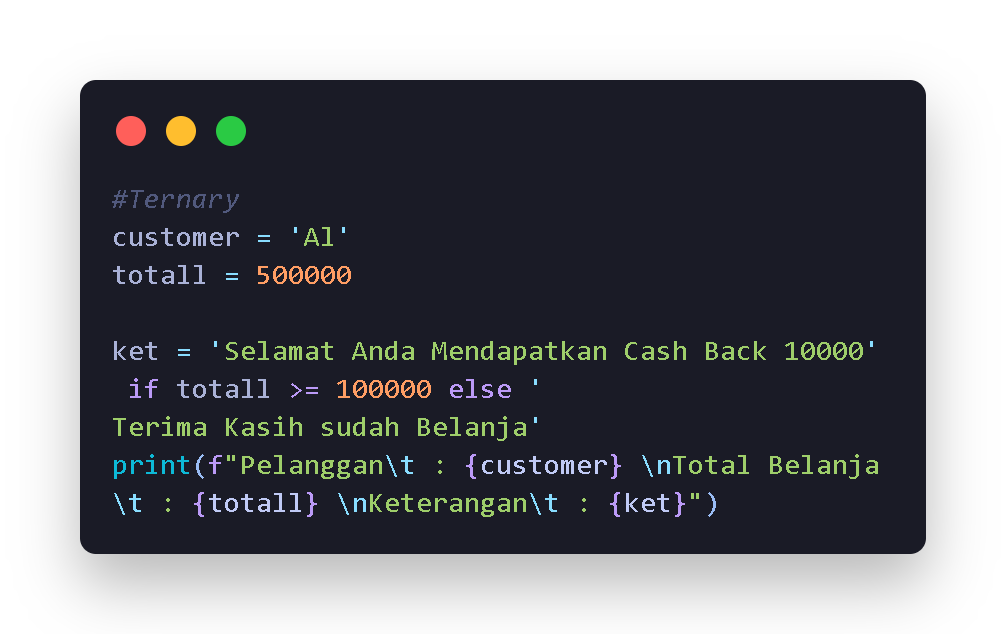 #Ternary
customer = 'Al'
totall = 500000

ket = 'Selamat Anda Mendapatkan Cash Back 10000'
 if totall >= 100000 else '
Terima Kasih sudah Belanja'
print(f"Pelanggan\t : {customer} \nTotal Belanja
\t : {totall} \nKeterangan\t : {ket}")